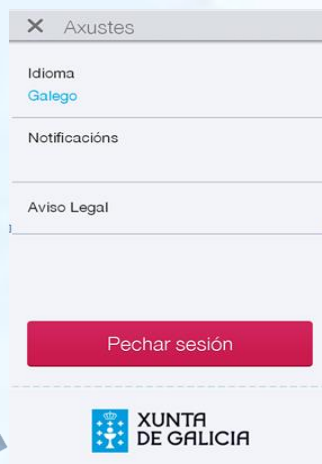 Axustes
Idioma
Galego
Notificacións
Aviso Legal
Pechar sesión
XUNTA
DE GALICIA